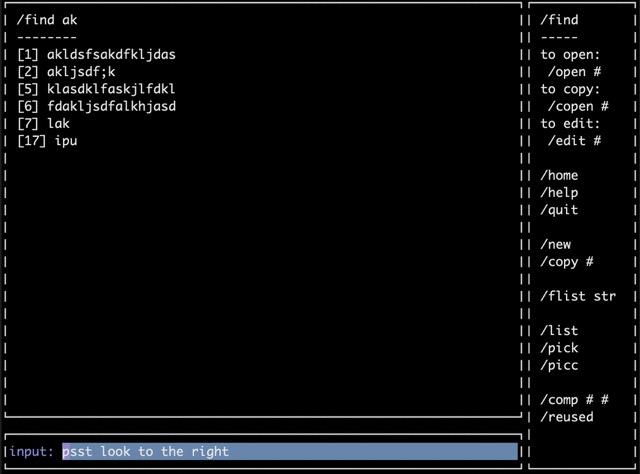 /find ak
--------
[1] akldsfsakdfkljdas
[2] akljsdf;k
[5] klasdklfaskjlfdkl
[6] fdakljsdfalkhjasd
[7] lak
[17] ipu
input: psst look to the right
/find
-----
to open:
/open #
to copy:
/copen #
to edit:
/edit #
/home
/help
/quit
/new
/copy #
/flist str
/list
/pick
/picc
/comp # #
/reused